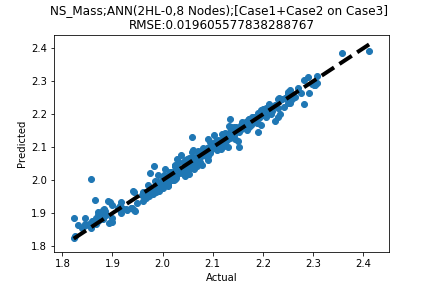 NS_Mass;ANN(2HL-0,8 Nodes);[Case1+Case2 on Case3]
RMSE:0.019605577838288767
2.4
2.3
2.2
2.1
2.0
1.9
1.8
Predicted
1.8 1.9 2.0 2.1 2.2 2.3 2.4
Actual